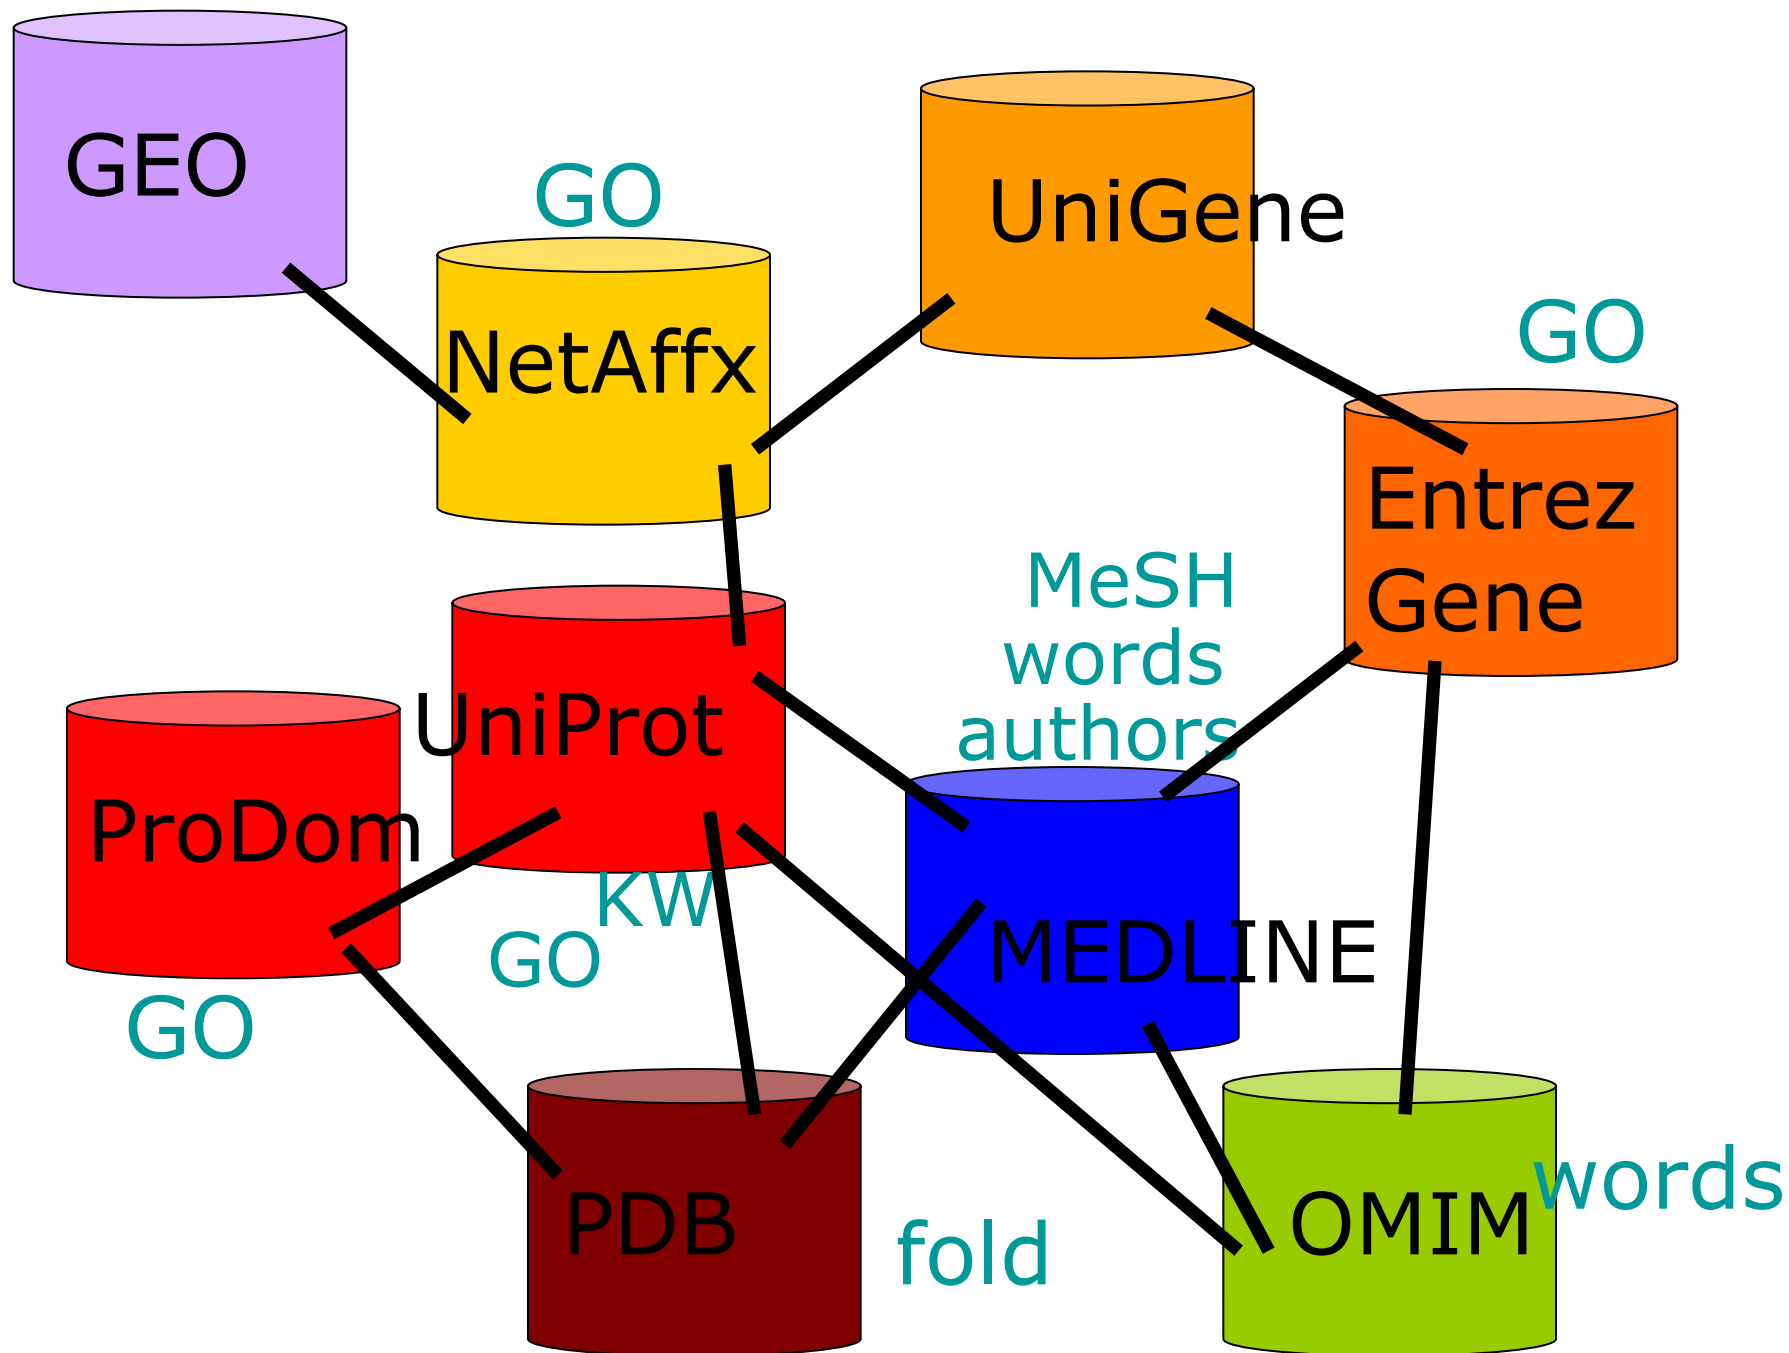 GEO
GO
UniGene
NetAffx
GO
Entrez
Gene
MeSH
words
authors
UniProt
ProDom
KW
GO
MEDLINE
GO
words
PDB
OMIM
fold